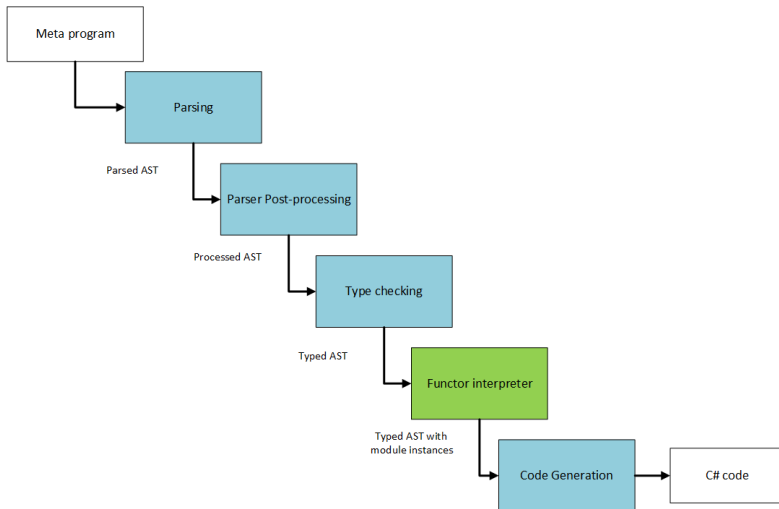 Meta program
Parsing
Parsed AST
Parser Post-processing
Processed AST
Type checking
Typed AST
Functor interpreter
Typed AST with
module instances
Code Generation
C# code